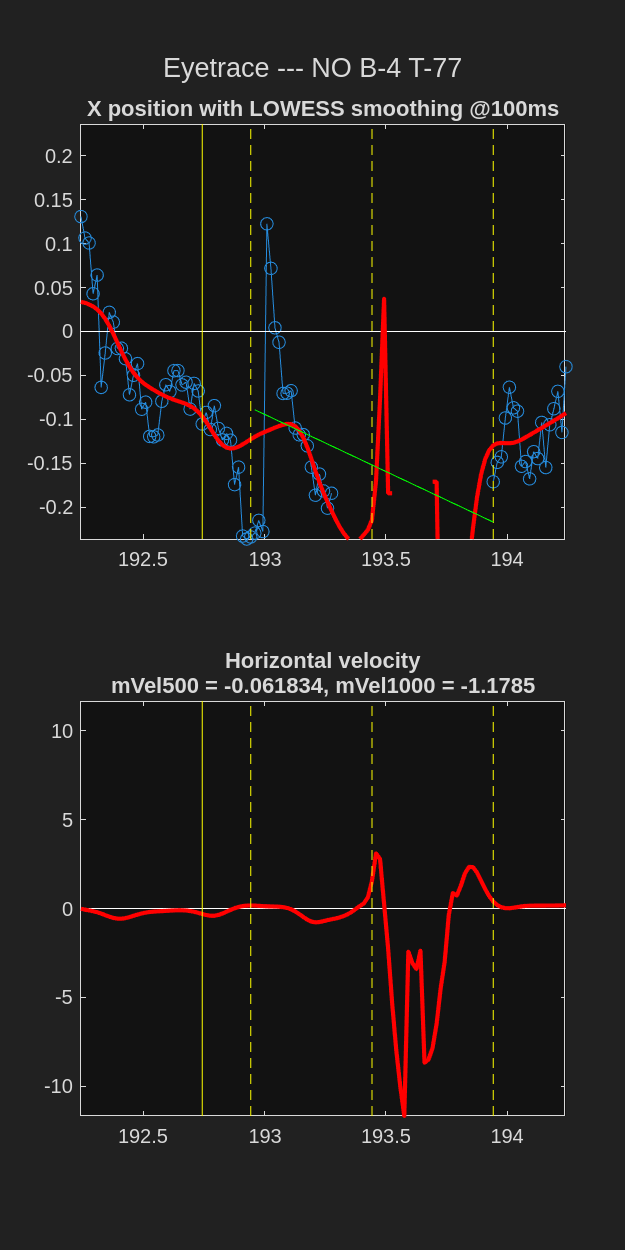 Eyetrace --- NO B-4 T-77
X position with LOWESS smoothing @100ms
0.2
0.15
0.1
0.05
0
-0.05
-0.1
-0.15
-0.2
192.5 193 193.5 194
Horizontal velocity
mVel500 = -0.061834, mVel1000 = -1.1785
10
5
0
-5
-10
192.5 193 193.5 194